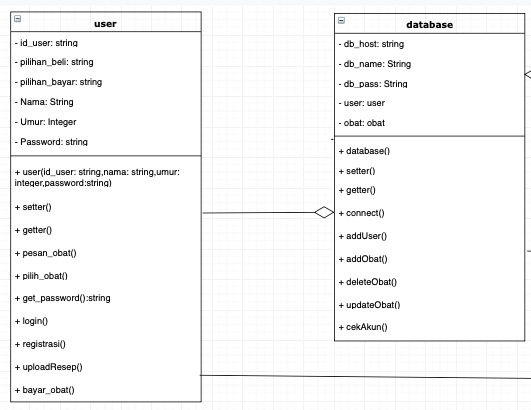 user
- id_user: string
- pilihan_beli: string
- pilihan_bayar: string
- Nama: String
- Umur: Integer
- Password: string
+ user(id_user: string,nama: string,umur:
integer,password:string)
+ setter()
+ getter()
+ pesan_obat()
+ pilih_obat()
+ get_password():string
+ login()
+ registrasi()
+ uploadResep()
+ bayar_obat()
database
- db_host: string
- db_name: String
- db_pass: String
- user: user
- obat: obat
+ database()
+ setter()
+ getter()
+ connect()
+ addUser()
+ addObat()
+ deleteObat()
+ updateObat()
+ cekAkun()